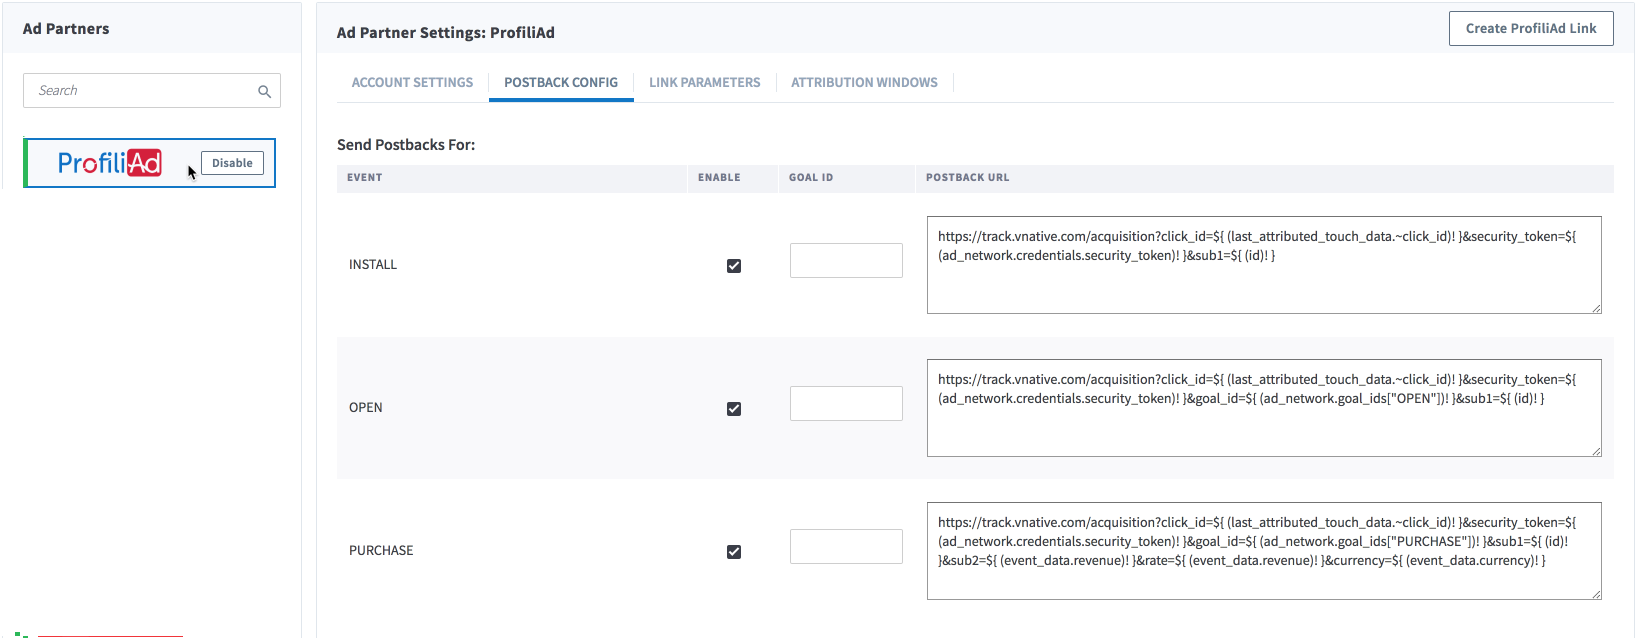 Ad Partners
Search
ProfiliAd
Disable
Ad Partner Settings: ProfiliAd
Create ProfiliAd Link
ACCOUNT SETTINGS
POSTBACK CONFIG
LINK PARAMETERS
ATTRIBUTION WINDOWS
Send Postbacks For:
EVENT
ENABLE
GOAL ID
POSTBACK URL
INSTALL
https://track.vnative.com/acquisition?click_id=${ (last_attributed_touch_data.~click_id)! }&security_token=${
(ad_network.credentials.security_token)! }&sub1=${ (id)! }
OPEN
https://track.vnative.com/acquisition?click_id=${ (last_attributed_touch_data.~click_id)! }&security_token=${
(ad_network.credentials.security_token)! }&goal_id=${ (ad_network.goal_ids["OPEN"])! }&sub1=${ (id)! }
PURCHASE
https://track.vnative.com/acquisition?click_id=${ (last_attributed_touch_data.~click_id)! }&security_token=${
(ad_network.credentials.security_token)! }&goal_id=${ (ad_network.goal_ids["PURCHASE"])! }&sub1=${ (id)!
}&sub2=${ (event_data.revenue)! }&rate=${ (event_data.revenue)! }&currency=${ (event_data.currency)! }